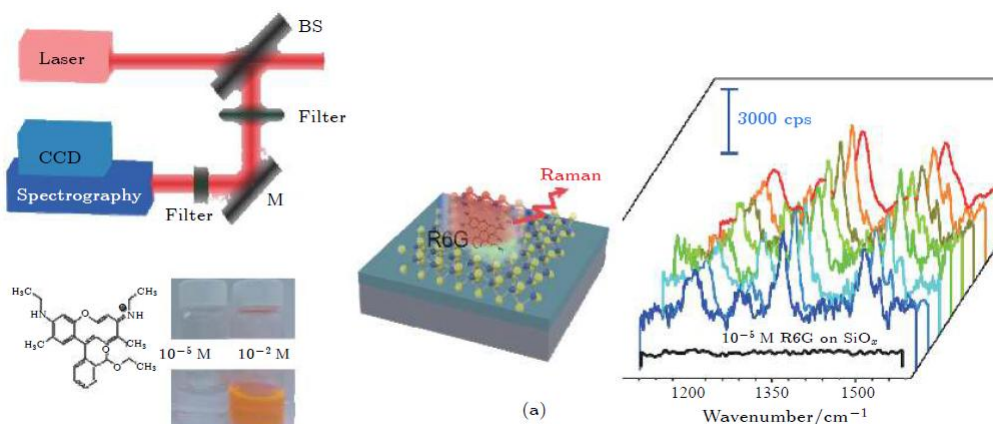 BS
Laser
Filter
CCD
Spectrography
Filter
M
Raman
R6G
3000 cps
10⁻⁵ M R6G on SiOₓ
1200 1350 1500
Wavenumber/cm⁻¹
H₃C
CH₃
HN
O
NH
H₃C
CH₃
O
O
CH₃
10⁻⁵ M 10⁻² M
(a)